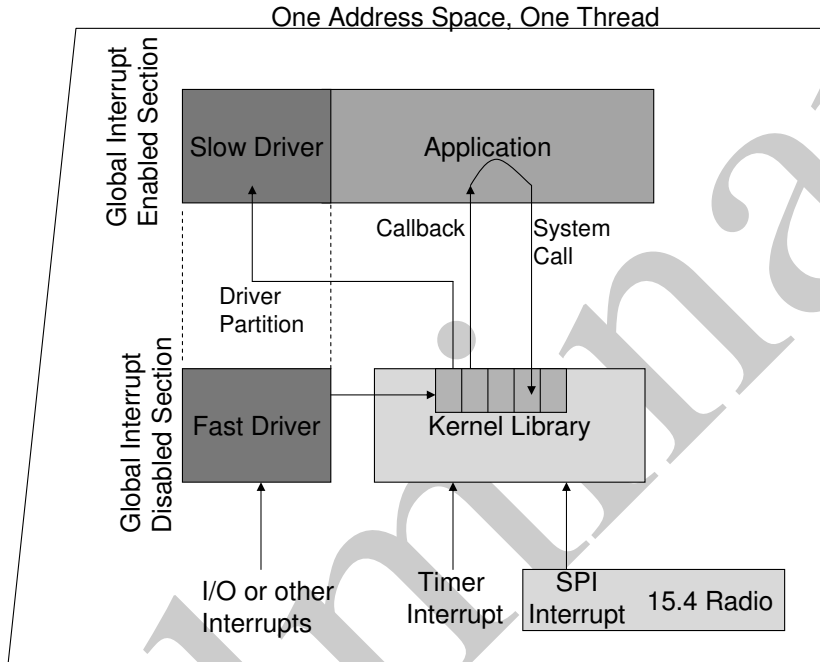 One Address Space, One Thread
Global Interrupt
Enabled Section
Slow Driver
Application
Callback
System
Call
Driver
Partition
Global Interrupt
Disabled Section
Fast Driver
Kernel Library
I/O or other
Interrupts
Timer
Interrupt
SPI
Interrupt
15.4 Radio